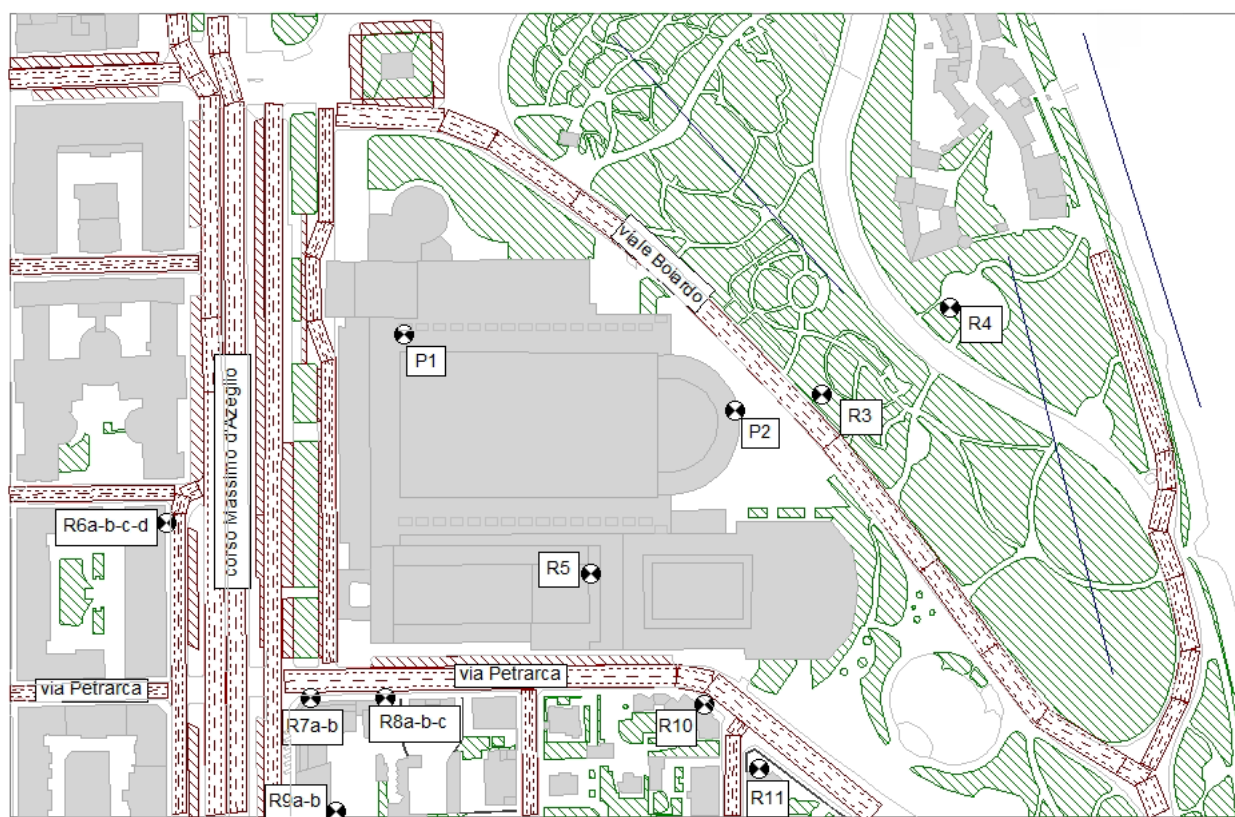 viale Boiardo
R4
P1
R3
P2
corso Massimo d'Azeglio
R6a-b-c-d
R5
via Petrarca
via Petrarca
R7a-b
R8a-b-c
R10
R11
R9a-b